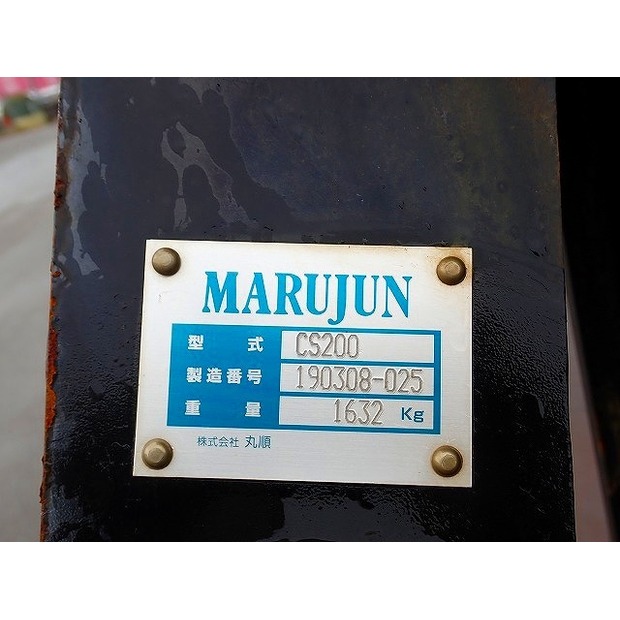 MARUJUN
型式 CS200
製造番号 190308-025
重量 1632 Kg
株式会社 丸順